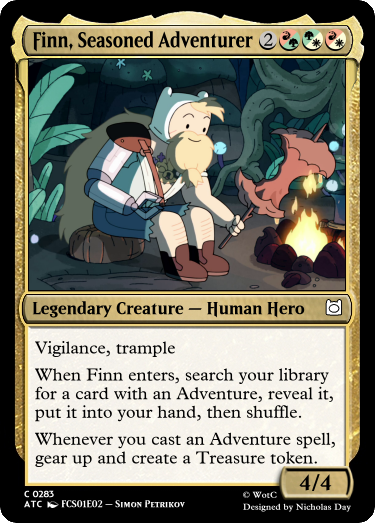 Finn, Seasoned Adventurer 2
Legendary Creature — Human Hero
Vigilance, trample
When Finn enters, search your library
for a card with an Adventure, reveal it,
put it into your hand, then shuffle.
Whenever you cast an Adventure spell,
gear up and create a Treasure token.
4/4
C 0283
ATC FCS01E02 – Simon Petrikov
© WotC
Designed by Nicholas Day